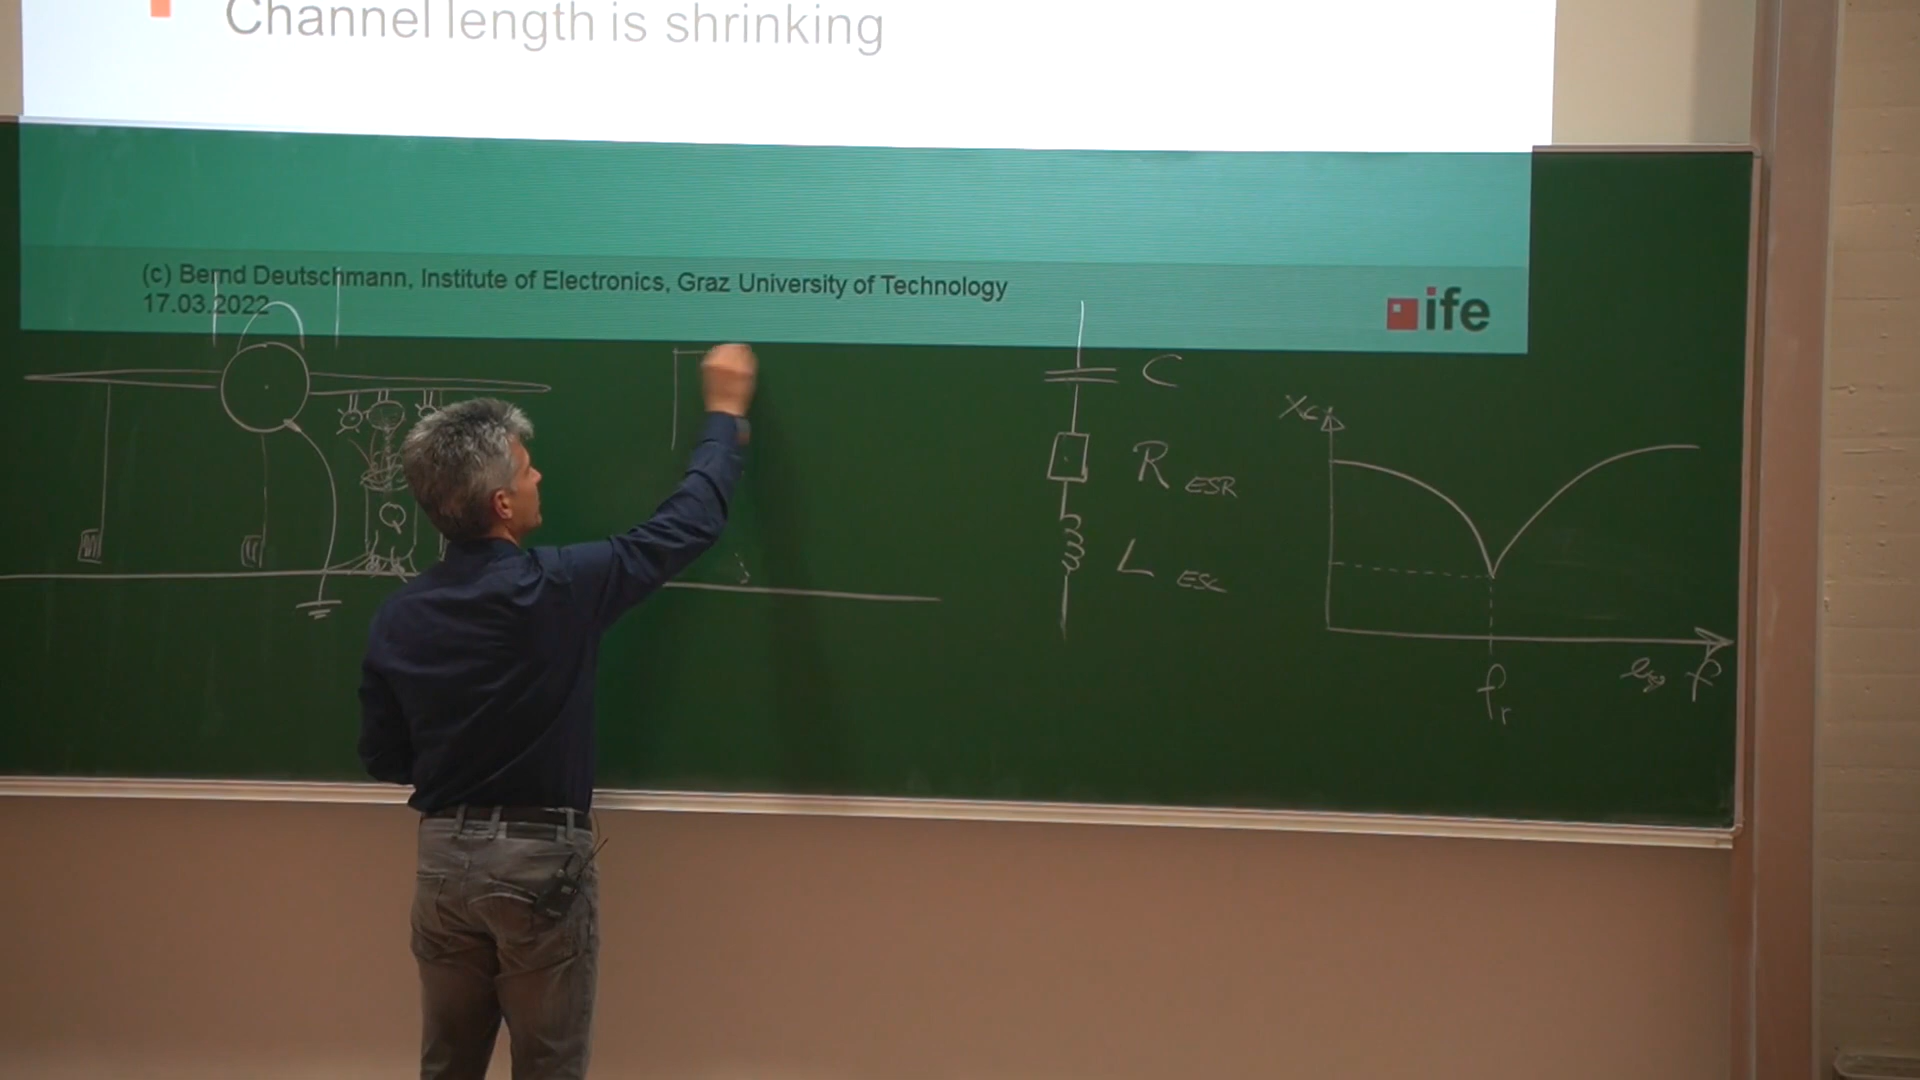 Channel length is shrinking
(c) Bernd Deutschmann, Institute of Electronics, Graz University of Technology
17.03.2022
ife
C
R ESR
L ESL
Xc
Q
fr
log f